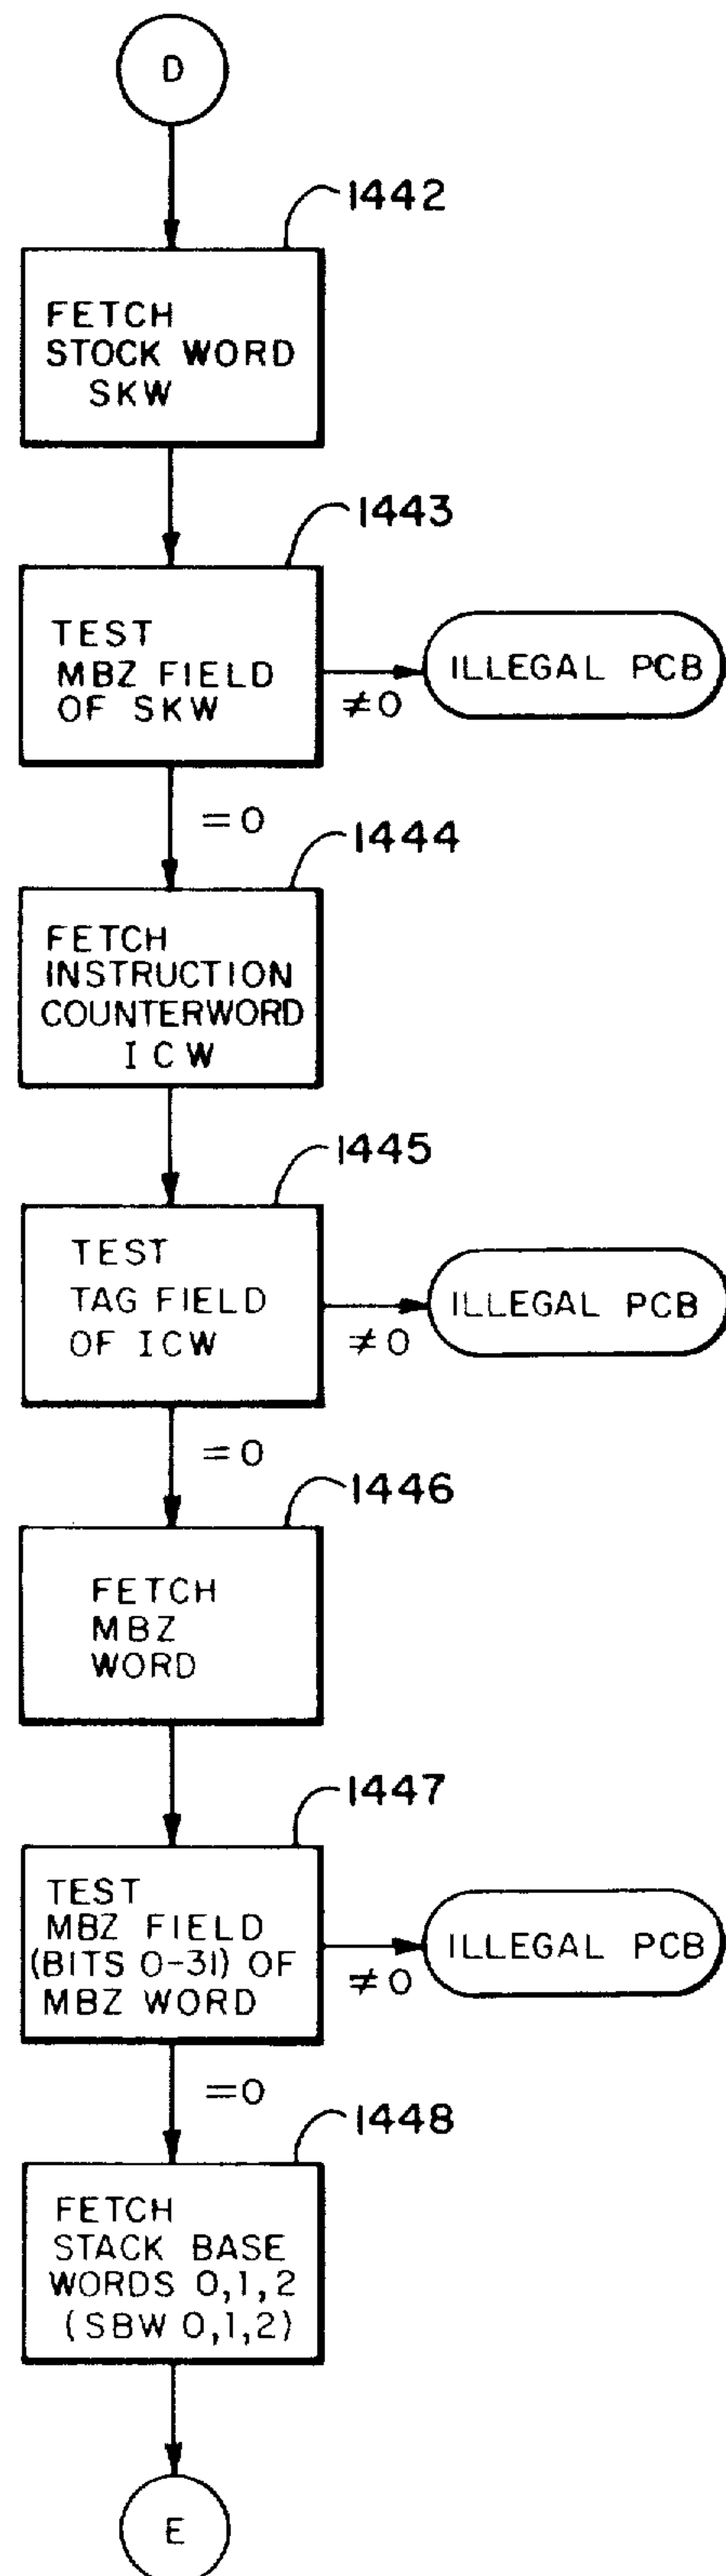 D
1442
FETCH
STOCK WORD
SKW
1443
TEST
MBZ FIELD
OF SKW
≠0
ILLEGAL PCB
=0
1444
FETCH
INSTRUCTION
COUNTERWORD
ICW
1445
TEST
TAG FIELD
OF ICW
≠0
ILLEGAL PCB
=0
1446
FETCH
MBZ
WORD
1447
TEST
MBZ FIELD
(BITS 0-31) OF
MBZ WORD
≠0
ILLEGAL PCB
=0
1448
FETCH
STACK BASE
WORDS 0,1,2
(SBW 0,1,2)
E